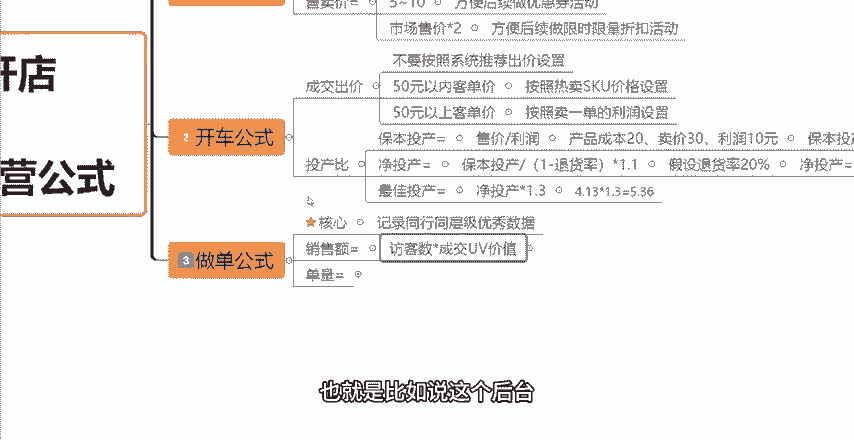 售卖价= 5~10 方便后续做优惠券活动
市场售价*2 方便后续做限时限量折扣活动
开店
不要按照系统推荐出价设置
成交出价 50元以内客单价 按照热卖SKU价格设置
50元以上客单价 按照卖一单的利润设置
2 开车公式
保本投产= 售价/利润 产品成本20、卖价30、利润10元 保本投产
营公式
投产比 净投产= 保本投产/（1-退货率）*1.1 假设退货率20% 净投产=
最佳投产= 净投产*1.3 4.13*1.3=5.36
核心 记录同行同层级优秀数据
3 做单公式
销售额= 访客数*成交UV价值
单量=
也就是比如说这个后台